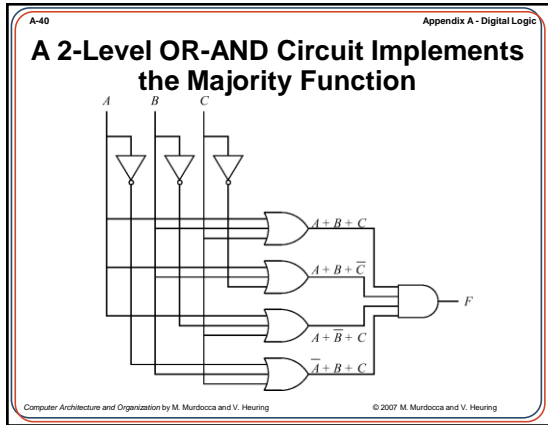 A-40
Appendix A - Digital Logic
A 2-Level OR-AND Circuit Implements
the Majority Function
A B C
A + B + C
A + B + C̅
F
A + B̅ + C
A̅ + B + C
Computer Architecture and Organization by M. Murdocca and V. Heuring
© 2007 M. Murdocca and V. Heuring